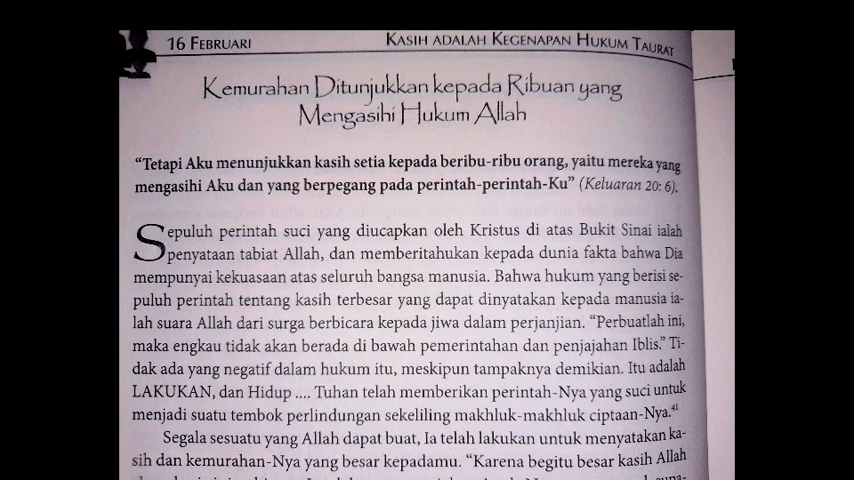 16 FEBRUARI
KASIH ADALAH KEGENAPAN HUKUM TAURAT
Kemurahan Ditunjukkan kepada Ribuan yang
Mengasihi Hukum Allah
“Tetapi Aku menunjukkan kasih setia kepada beribu-ribu orang, yaitu mereka yang
mengasihi Aku dan yang berpegang pada perintah-perintah-Ku” (Keluaran 20: 6).
Sepuluh perintah suci yang diucapkan oleh Kristus di atas Bukit Sinai ialah
penyataan tabiat Allah, dan memberitahukan kepada dunia fakta bahwa Dia
mempunyai kekuasaan atas seluruh bangsa manusia. Bahwa hukum yang berisi se-
puluh perintah tentang kasih terbesar yang dapat dinyatakan kepada manusia ia-
lah suara Allah dari surga berbicara kepada jiwa dalam perjanjian. “Perbuatlah ini,
maka engkau tidak akan berada di bawah pemerintahan dan penjajahan Iblis.” Ti-
dak ada yang negatif dalam hukum itu, meskipun tampaknya demikian. Itu adalah
LAKUKAN, dan Hidup .... Tuhan telah memberikan perintah-Nya yang suci untuk
menjadi suatu tembok perlindungan sekeliling makhluk-makhluk ciptaan-Nya.⁴¹
Segala sesuatu yang Allah dapat buat, Ia telah lakukan untuk menyatakan ka-
sih dan kemurahan-Nya yang besar kepadamu. “Karena begitu besar kasih Allah